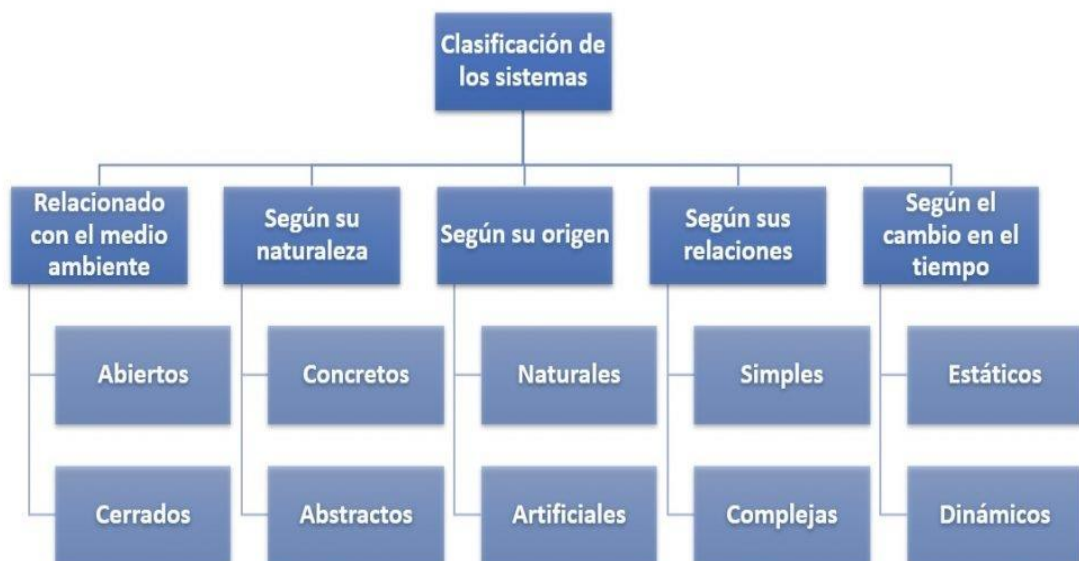 Clasificación de
los sistemas
Relacionado
con el medio
ambiente
Según su
naturaleza
Según su origen
Según sus
relaciones
Según el
cambio en el
tiempo
Abiertos
Concretos
Naturales
Simples
Estáticos
Cerrados
Abstractos
Artificiales
Complejas
Dinámicos